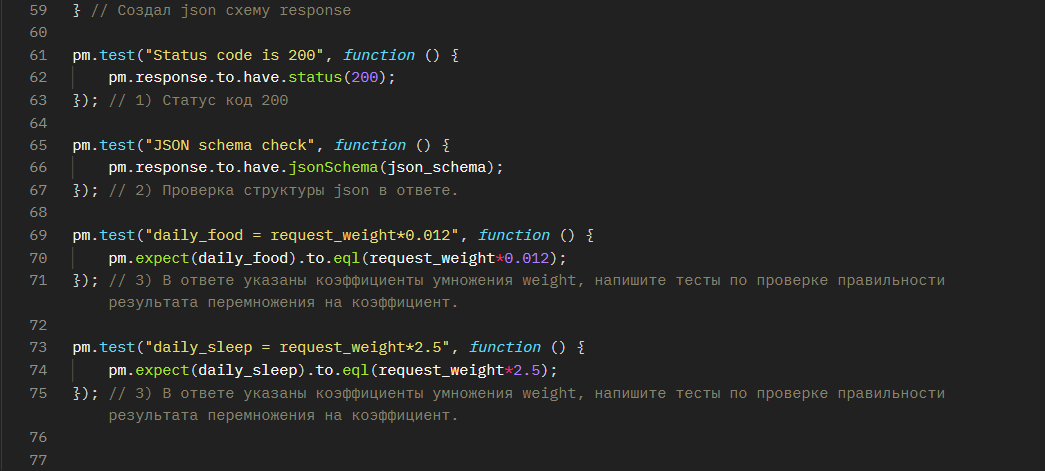 59 } // Создал json схему response
60
61 pm.test("Status code is 200", function () {
62 pm.response.to.have.status(200);
63 }); // 1) Статус код 200
64
65 pm.test("JSON schema check", function () {
66 pm.response.to.have.jsonSchema(json_schema);
67 }); // 2) Проверка структуры json в ответе.
68
69 pm.test("daily_food = request_weight*0.012", function () {
70 pm.expect(daily_food).to.eql(request_weight*0.012);
71 }); // 3) В ответе указаны коэффициенты умножения weight, напишите тесты по проверке правильности
результата перемножения на коэффициент.
72
73 pm.test("daily_sleep = request_weight*2.5", function () {
74 pm.expect(daily_sleep).to.eql(request_weight*2.5);
75 }); // 3) В ответе указаны коэффициенты умножения weight, напишите тесты по проверке правильности
результата перемножения на коэффициент.
76
77